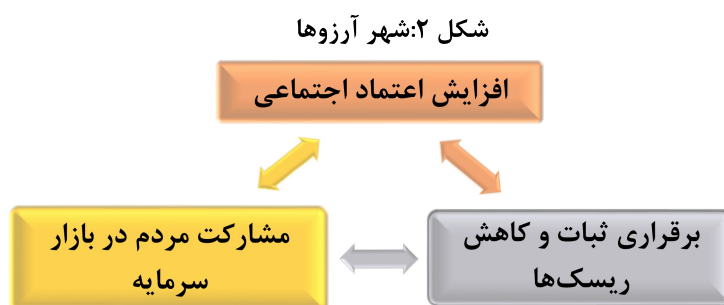 شکل ۲:شهر آرزوها
افزایش اعتماد اجتماعی
برقراری ثبات و کاهش
ریسک‌ها
مشارکت مردم در بازار
سرمایه